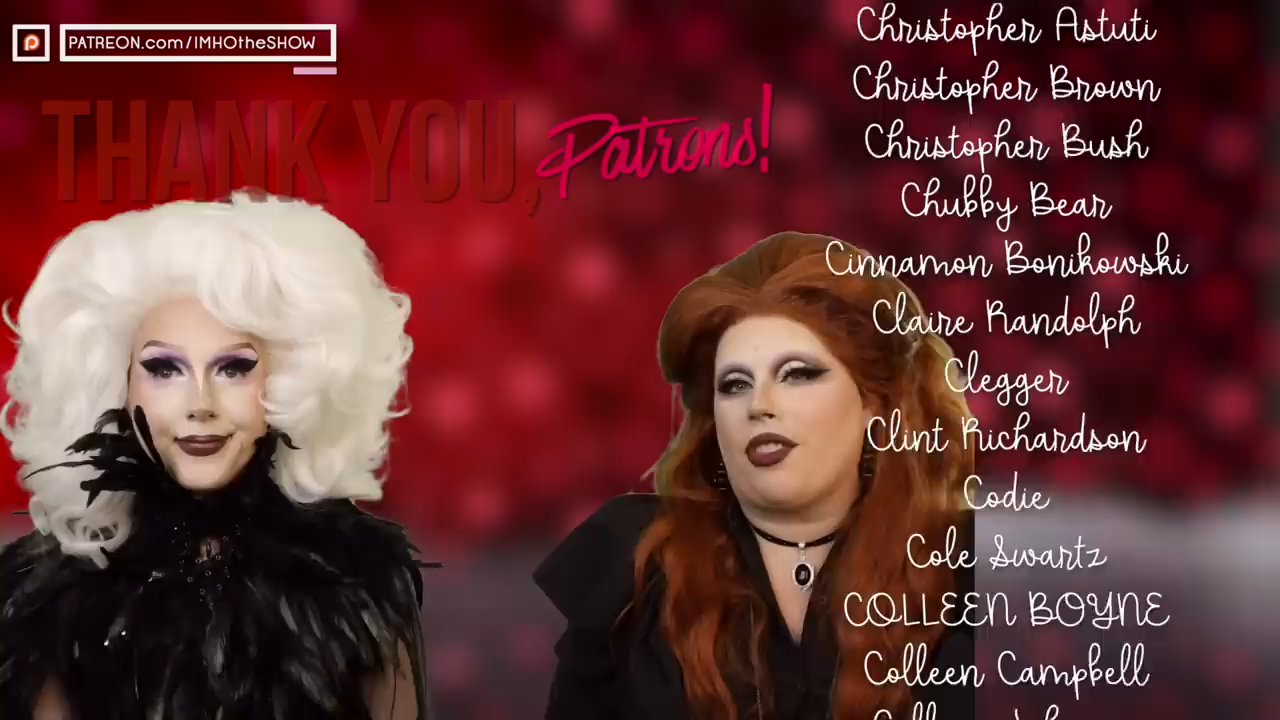 PATREON.com/IMHOtheSHOW
THANK YOU, Patrons!
Christopher Astuti
Christopher Brown
Christopher Bush
Chubby Bear
Cinnamon Bonikowski
Claire Randolph
Clegger
Clint Richardson
Codie
Cole Swartz
COLLEEN BOYNE
Colleen Campbell